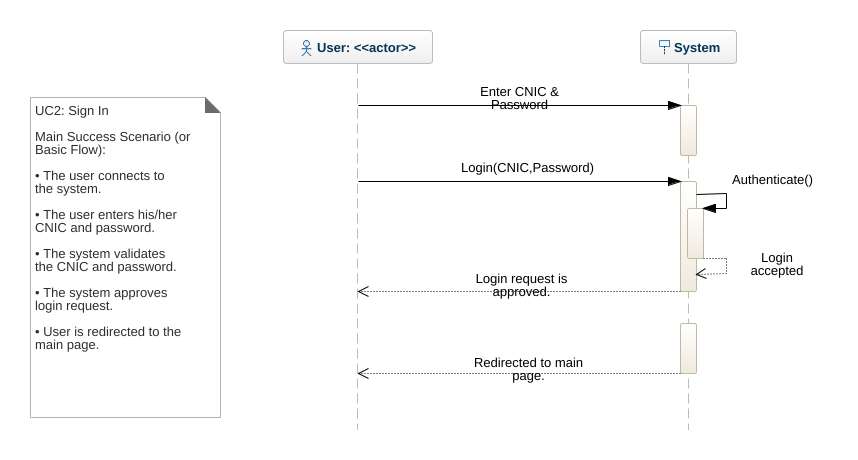 User: <<actor>>
System
UC2: Sign In
Main Success Scenario (or
Basic Flow):
• The user connects to
the system.
• The user enters his/her
CNIC and password.
• The system validates
the CNIC and password.
• The system approves
login request.
• User is redirected to the
main page.
Enter CNIC &
Password
Login(CNIC,Password)
Authenticate()
Login
accepted
Login request is
approved.
Redirected to main
page.